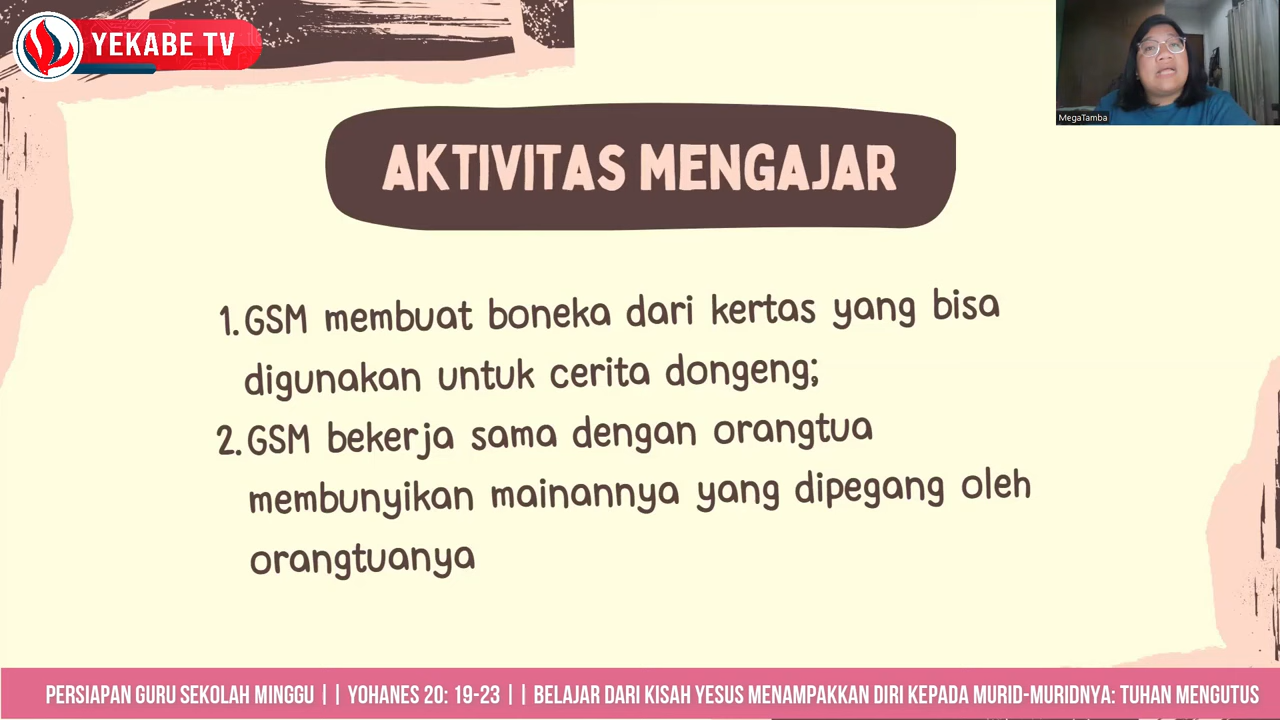 YEKABE TV
MegaTamba
AKTIVITAS MENGAJAR
1. GSM membuat boneka dari kertas yang bisa
digunakan untuk cerita dongeng;
2. GSM bekerja sama dengan orangtua
membunyikan mainannya yang dipegang oleh
orangtuanya
PERSIAPAN GURU SEKOLAH MINGGU || YOHANES 20: 19-23 || BELAJAR DARI KISAH YESUS MENAMPAKKAN DIRI KEPADA MURID-MURIDNYA: TUHAN MENGUTUS